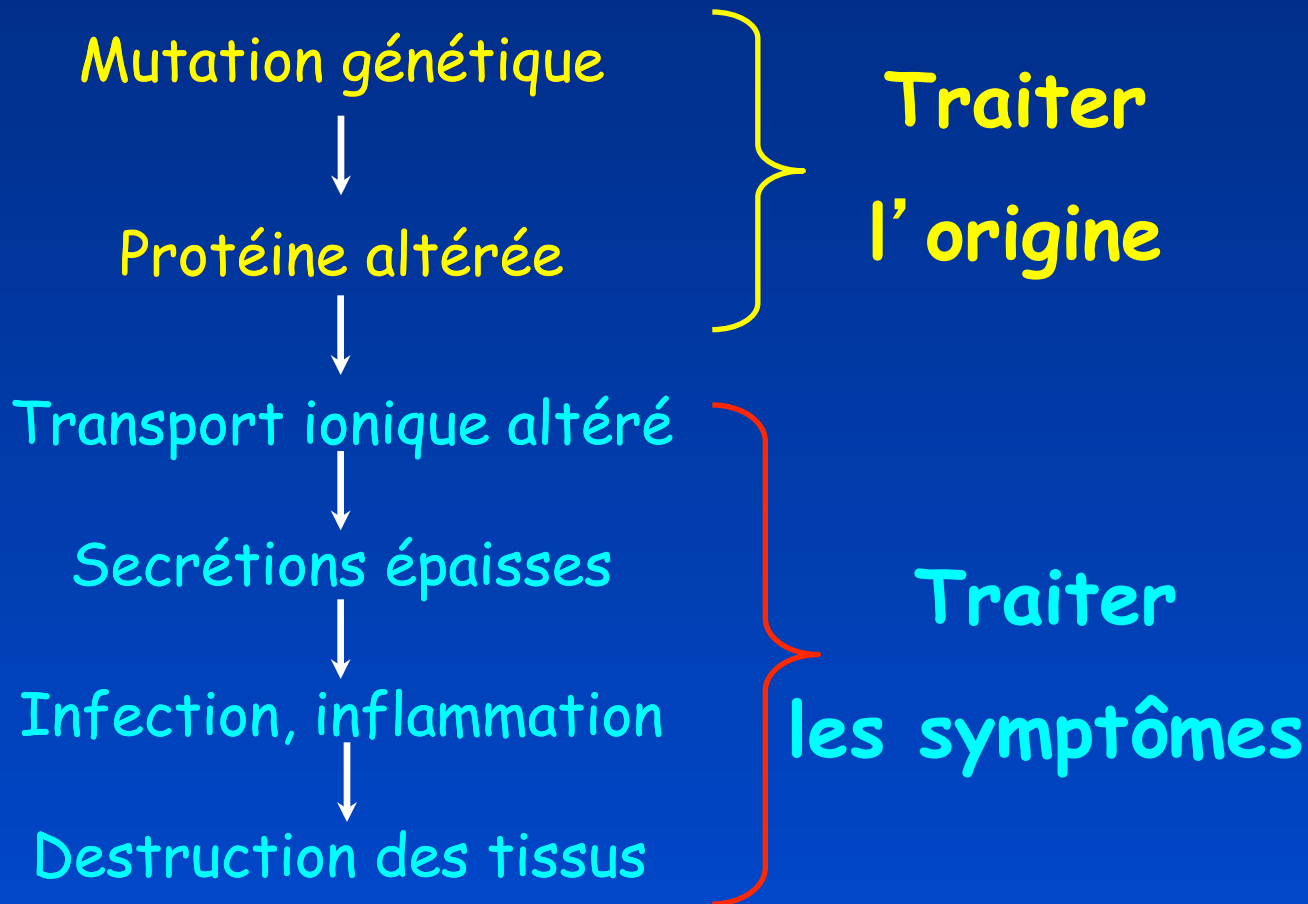 Mutation génétique
Protéine altérée
Transport ionique altéré
Secrétions épaisses
Infection, inflammation
Destruction des tissus
Traiter
l’ origine
Traiter
les symptômes